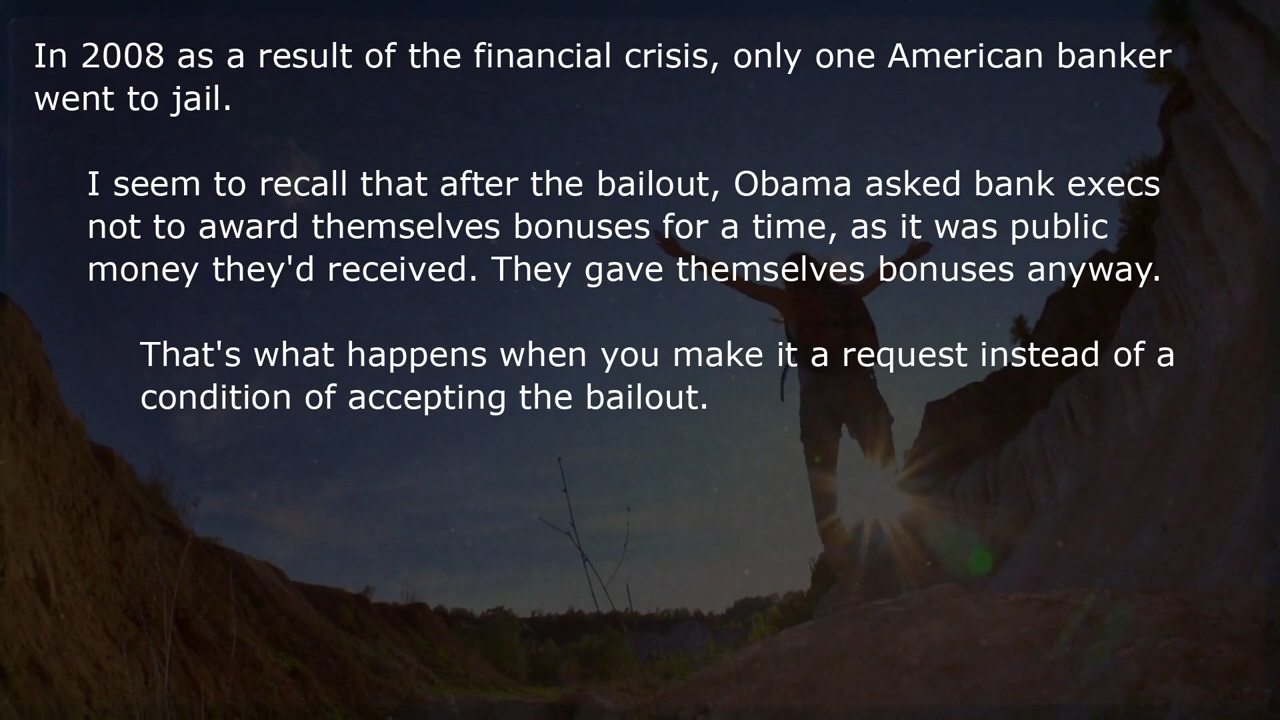 In 2008 as a result of the financial crisis, only one American banker
went to jail.
I seem to recall that after the bailout, Obama asked bank execs
not to award themselves bonuses for a time, as it was public
money they'd received. They gave themselves bonuses anyway.
That's what happens when you make it a request instead of a
condition of accepting the bailout.